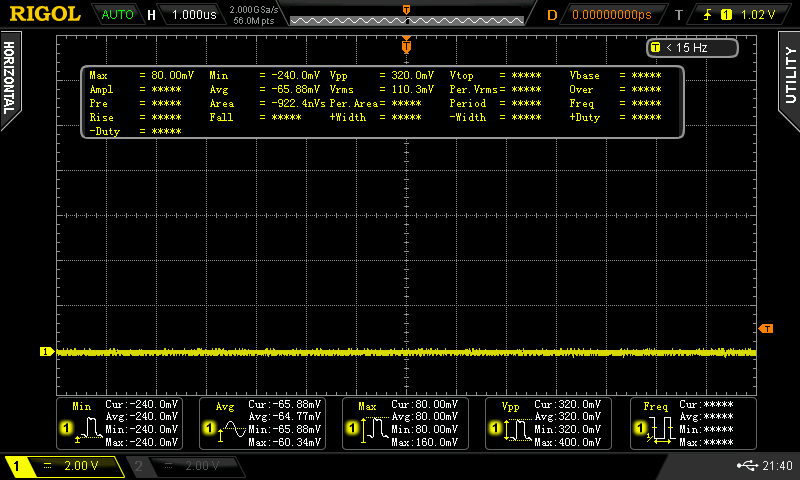 RIGOL AUTO H 1.000us 2.000GSa/s 56.0M pts T D 0.00000000ps T 1 1.02 V
HORIZONTAL
UTILITY
T
T < 15 Hz
Max = 80.00mV Min = -240.0mV Vpp = 320.0mV Vtop = ***** Vbase = *****
Ampl = ***** Avg = -65.88mV Vrms = 110.3mV Per.Vrms= ***** Over = *****
Pre = ***** Area = -922.4nVs Per.Area= ***** Period = ***** Freq = *****
Rise = ***** Fall = ***** +Width = ***** -Width = ***** +Duty = *****
-Duty = *****
T
1
Min Cur:-240.0mV
Avg:-240.0mV
1 Min:-240.0mV
Max:-240.0mV
Avg Cur:-65.88mV
Avg:-64.77mV
1 Min:-65.88mV
Max:-60.34mV
Max Cur:80.00mV
Avg:80.00mV
1 Min:80.00mV
Max:160.0mV
Vpp Cur:320.0mV
Avg:320.0mV
1 Min:320.0mV
Max:400.0mV
Freq Cur:*****
Avg:*****
1 Min:*****
Max:*****
1 = 2.00 V 2 = 2.00 V 21:40